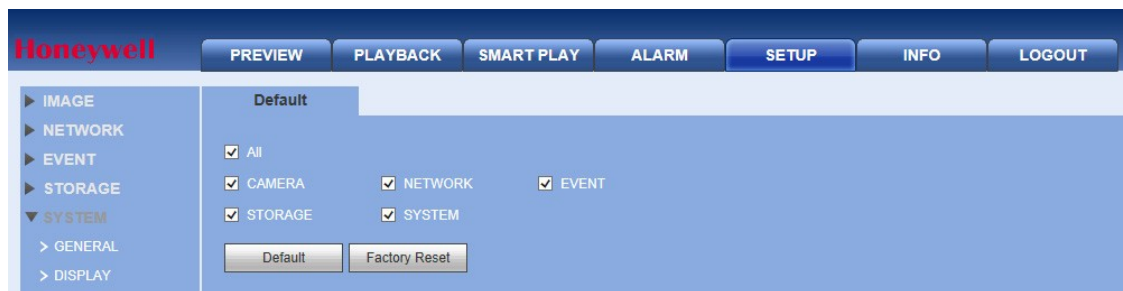 Honeywell
PREVIEW PLAYBACK SMART PLAY ALARM SETUP INFO LOGOUT
IMAGE
NETWORK
EVENT
STORAGE
SYSTEM
GENERAL
DISPLAY
Default
All
CAMERA NETWORK EVENT
STORAGE SYSTEM
Default Factory Reset